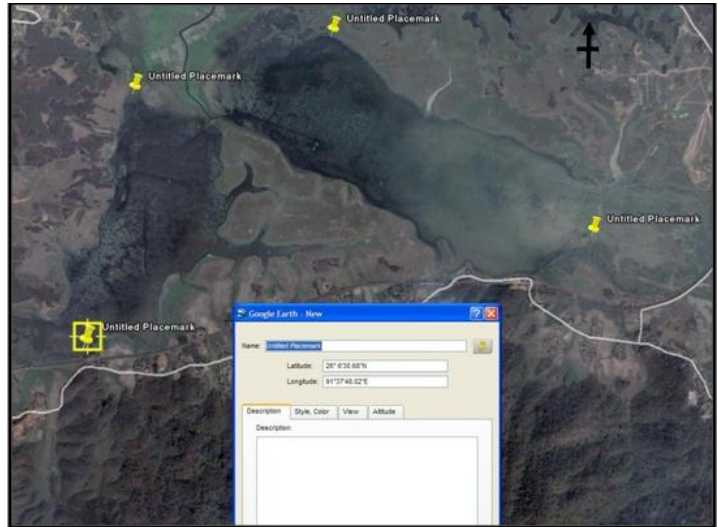 Untitled Placemark
Untitled Placemark
Untitled Placemark
Untitled Placemark
Google Earth - New
Name: Untitled Placemark
Latitude: 26° 6'30.68"N
Longitude: 91°37'40.02"E
Description Style, Color View Altitude
Description